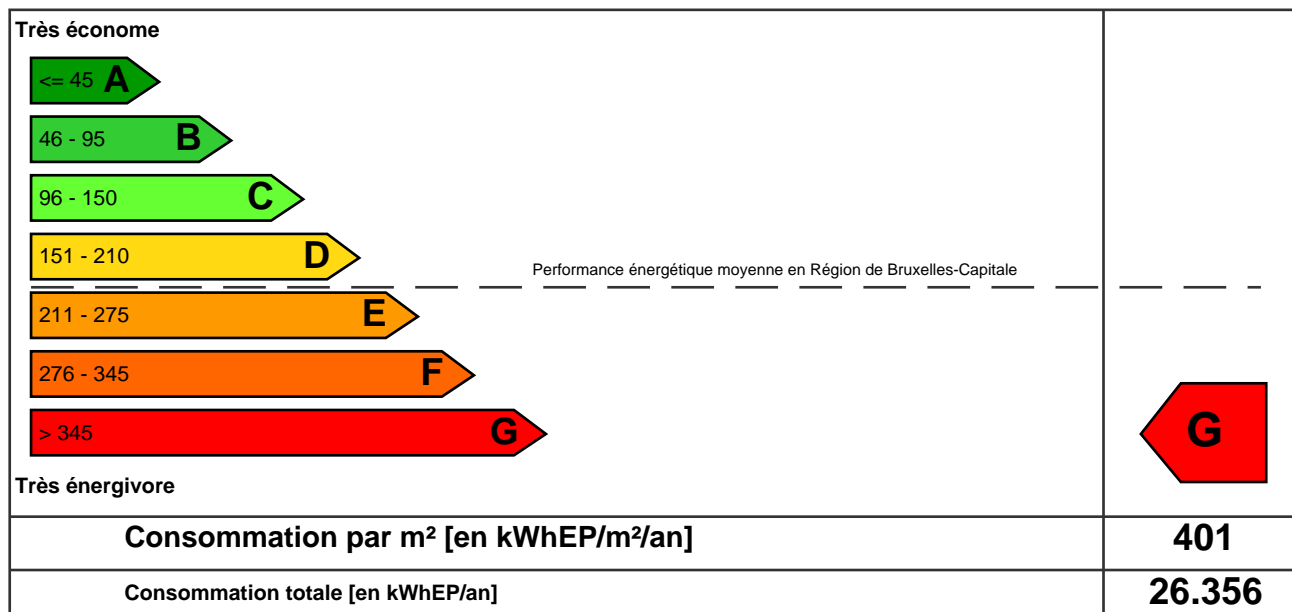 Très économe
<= 45 A
46 - 95 B
96 - 150 C
151 - 210 D
Performance énergétique moyenne en Région de Bruxelles-Capitale
211 - 275 E
276 - 345 F
> 345 G
G
Très énergivore
Consommation par m² [en kWhEP/m²/an] 401
Consommation totale [en kWhEP/an] 26.356